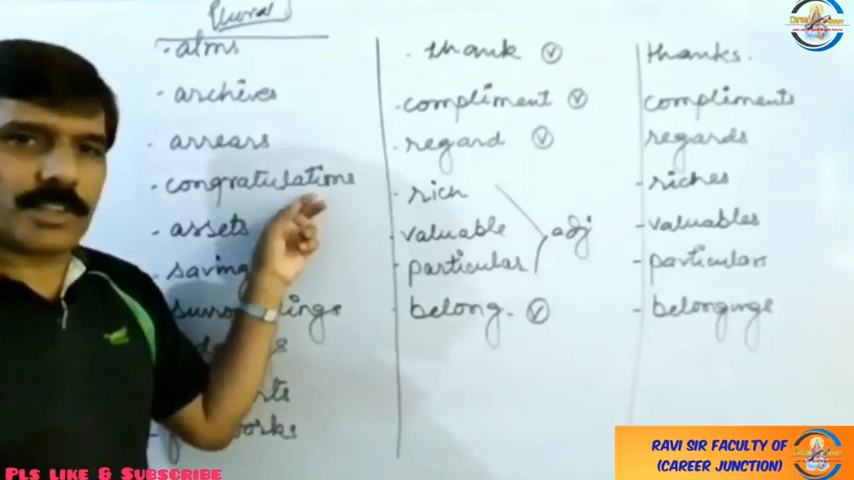 Plural
. alms
. archives
. arrears
. congratulations
. assets
. saving
. thank (v)
. compliment (v)
. regard (v)
. rich
valuable
. particular
adj
. belong. (v)
thanks.
compliments
regards
- riches
- valuables
- particulars
- belongings
RAVI SIR FACULTY OF
(CAREER JUNCTION)
PLS LIKE & SUBSCRIBE